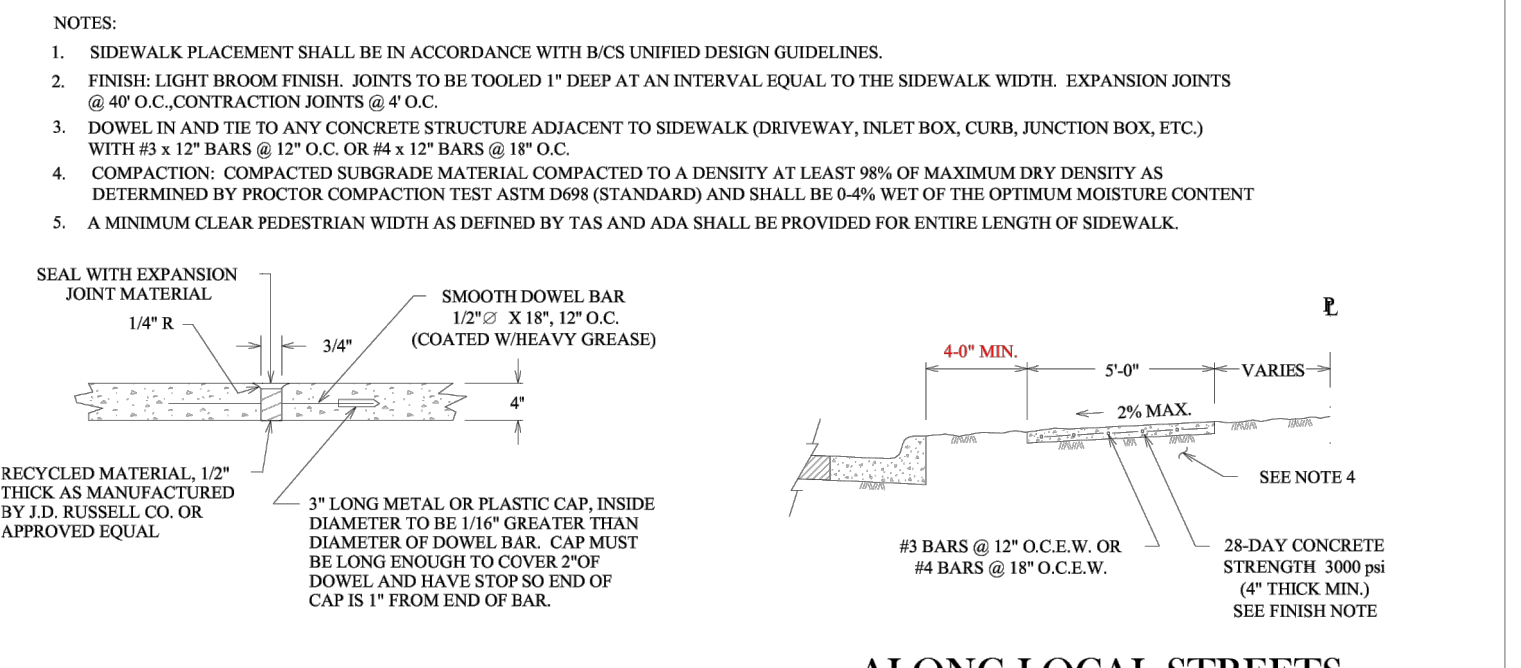 NOTES:
1. SIDEWALK PLACEMENT SHALL BE IN ACCORDANCE WITH B/CS UNIFIED DESIGN GUIDELINES.
2. FINISH: LIGHT BROOM FINISH. JOINTS TO BE TOOLED 1" DEEP AT AN INTERVAL EQUAL TO THE SIDEWALK WIDTH. EXPANSION JOINTS
@ 40' O.C.,CONTRACTION JOINTS @ 4' O.C.
3. DOWEL IN AND TIE TO ANY CONCRETE STRUCTURE ADJACENT TO SIDEWALK (DRIVEWAY, INLET BOX, CURB, JUNCTION BOX, ETC.)
WITH #3 x 12" BARS @ 12" O.C. OR #4 x 12" BARS @ 18" O.C.
4. COMPACTION: COMPACTED SUBGRADE MATERIAL COMPACTED TO A DENSITY AT LEAST 98% OF MAXIMUM DRY DENSITY AS
DETERMINED BY PROCTOR COMPACTION TEST ASTM D698 (STANDARD) AND SHALL BE 0-4% WET OF THE OPTIMUM MOISTURE CONTENT
5. A MINIMUM CLEAR PEDESTRIAN WIDTH AS DEFINED BY TAS AND ADA SHALL BE PROVIDED FOR ENTIRE LENGTH OF SIDEWALK.
SEAL WITH EXPANSION
JOINT MATERIAL
1/4" R
3/4"
SMOOTH DOWEL BAR
1/2"∅ X 18", 12" O.C.
(COATED W/HEAVY GREASE)
4"
RECYCLED MATERIAL, 1/2"
THICK AS MANUFACTURED
BY J.D. RUSSELL CO. OR
APPROVED EQUAL
3" LONG METAL OR PLASTIC CAP, INSIDE
DIAMETER TO BE 1/16" GREATER THAN
DIAMETER OF DOWEL BAR. CAP MUST
BE LONG ENOUGH TO COVER 2"OF
DOWEL AND HAVE STOP SO END OF
CAP IS 1" FROM END OF BAR.
PL
4-0" MIN.
5'-0"
VARIES
2% MAX.
SEE NOTE 4
#3 BARS @ 12" O.C.E.W. OR
#4 BARS @ 18" O.C.E.W.
28-DAY CONCRETE
STRENGTH 3000 psi
(4" THICK MIN.)
SEE FINISH NOTE
ALONG LOCAL STREETS